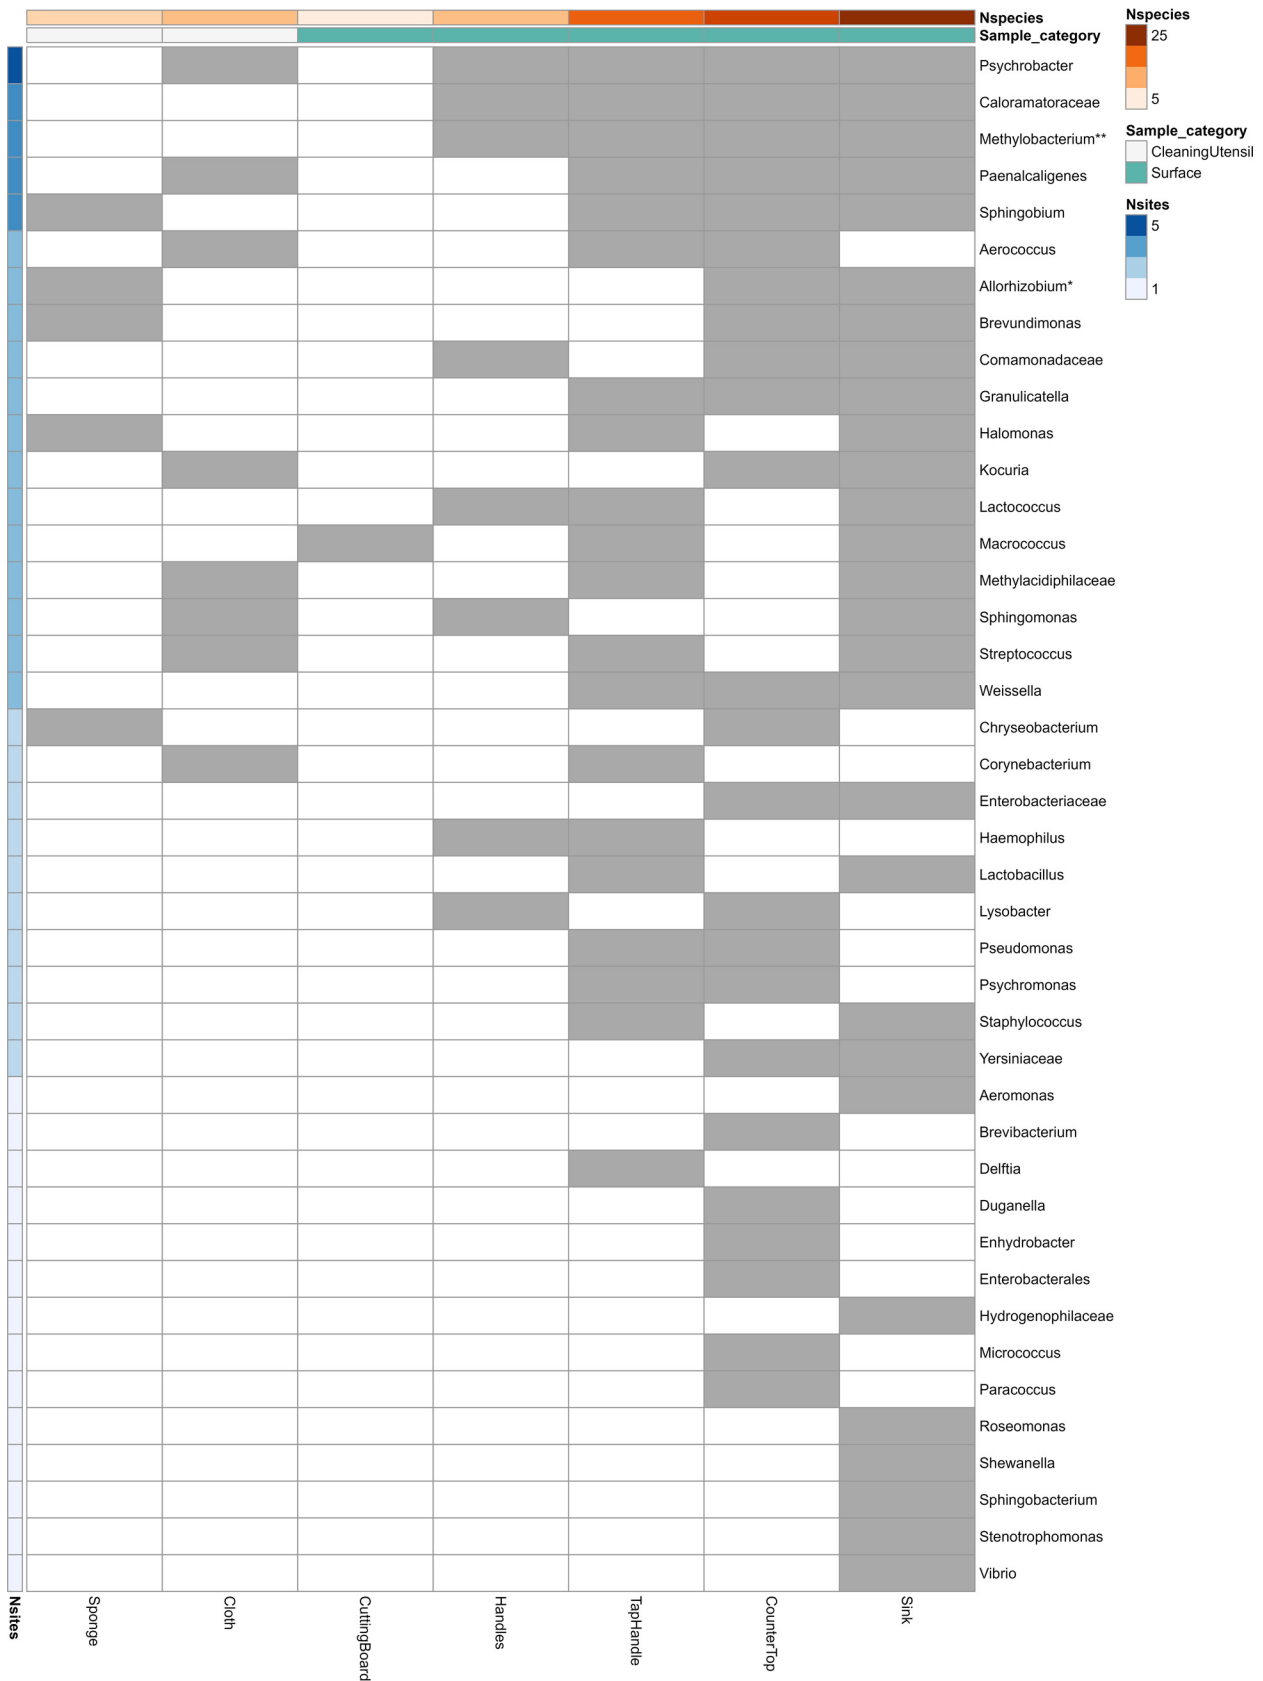 Nspecies
Sample_category
Psychrobacter
Caloramatoraceae
Methylobacterium**
Paenalcaligenes
Sphingobium
Aerococcus
Allorhizobium*
Brevundimonas
Comamonadaceae
Granulicatella
Halomonas
Kocuria
Lactococcus
Macrococcus
Methylacidiphilaceae
Sphingomonas
Streptococcus
Weissella
Chryseobacterium
Corynebacterium
Enterobacteriaceae
Haemophilus
Lactobacillus
Lysobacter
Pseudomonas
Psychromonas
Staphylococcus
Yersiniaceae
Aeromonas
Brevibacterium
Delftia
Duganella
Enhydrobacter
Enterobacterales
Hydrogenophilaceae
Micrococcus
Paracoccus
Roseomonas
Shewanella
Sphingobacterium
Stenotrophomonas
Vibrio
Nsites
Sponge
Cloth
CuttingBoard
Handles
TapHandle
CounterTop
Sink
Nspecies
25
5
Sample_category
CleaningUtensil
Surface
Nsites
5
1